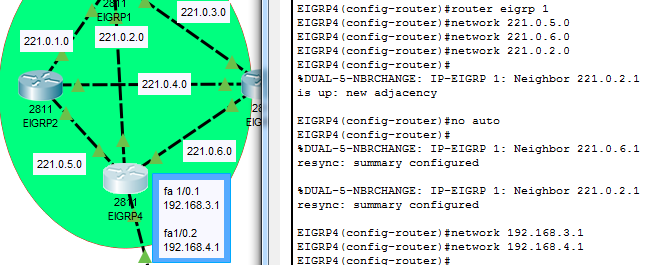 2811
EIGRP1
221.0.3.0
221.0.1.0
221.0.2.0
221.0.4.0
2811
EIGRP2
28
EIG
221.0.6.0
221.0.5.0
2811
EIGRP4
fa 1/0.1
192.168.3.1
fa1/0.2
192.168.4.1
EIGRP4(config-router)#router eigrp 1
EIGRP4(config-router)#network 221.0.5.0
EIGRP4(config-router)#network 221.0.6.0
EIGRP4(config-router)#network 221.0.2.0
EIGRP4(config-router)#
%DUAL-5-NBRCHANGE: IP-EIGRP 1: Neighbor 221.0.2.1
is up: new adjacency
EIGRP4(config-router)#no auto
EIGRP4(config-router)#
%DUAL-5-NBRCHANGE: IP-EIGRP 1: Neighbor 221.0.6.1
resync: summary configured
%DUAL-5-NBRCHANGE: IP-EIGRP 1: Neighbor 221.0.2.1
resync: summary configured
EIGRP4(config-router)#network 192.168.3.1
EIGRP4(config-router)#network 192.168.4.1
EIGRP4(config-router)#